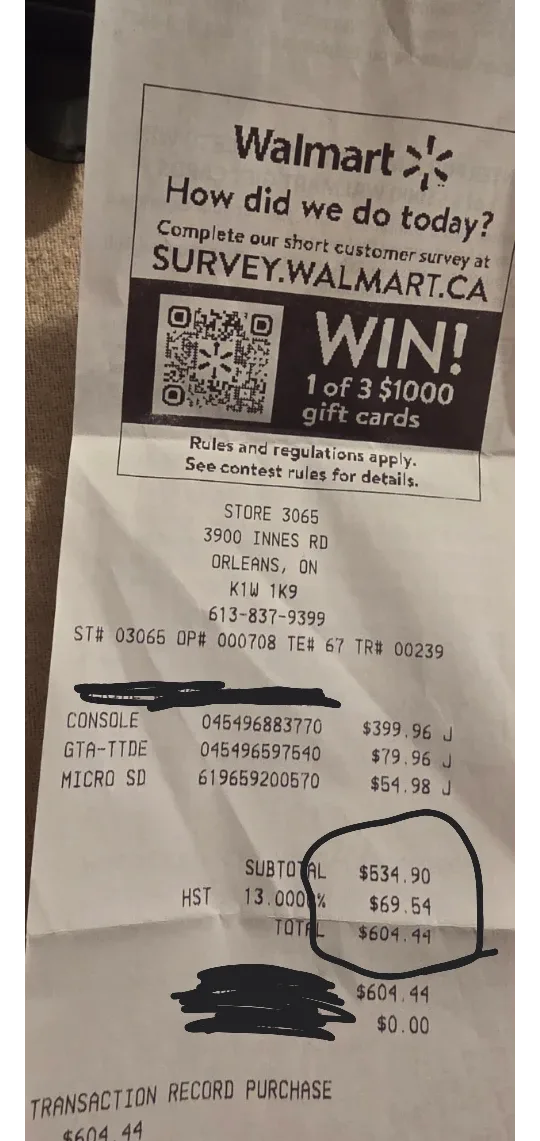 Walmart
How did we do today?
Complete our short customer survey at
SURVEY.WALMART.CA
WIN!
1 of 3 $1000
gift cards
Rules and regulations apply.
See contest rules for details.
STORE 3065
3900 INNES RD
ORLEANS, ON
K1W 1K9
613-837-9399
ST# 03065 OP# 000708 TE# 67 TR# 00239
CONSOLE 045496883770 $399.96 J
GTA-TTDE 045496597540 $79.96 J
MICRO SD 619659200570 $54.98 J
SUBTOTAL $534.90
HST 13.0000% $69.54
TOTAL $604.44
$604.44
$0.00
TRANSACTION RECORD PURCHASE
$604.44